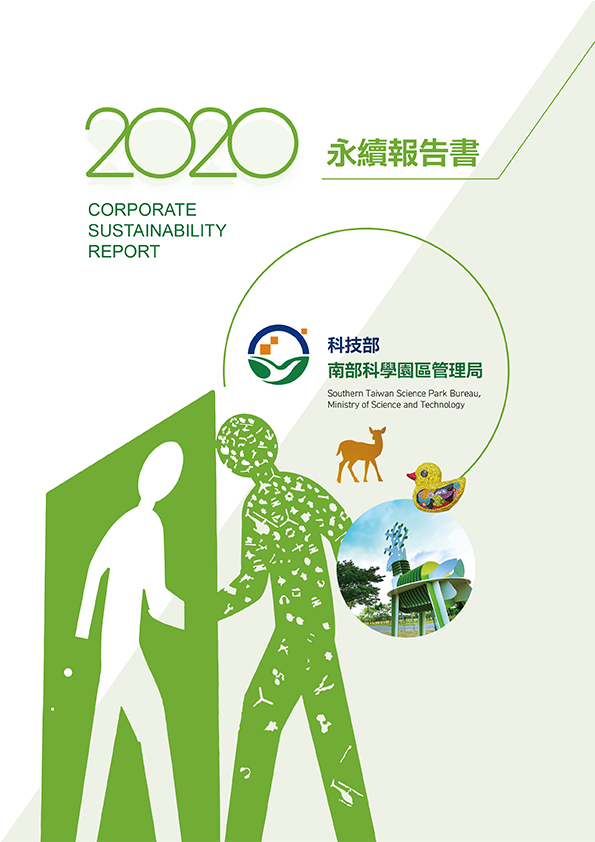 2020
永續報告書
CORPORATE
SUSTAINABILITY
REPORT
科技部
南部科學園區管理局
Southern Taiwan Science Park Bureau,
Ministry of Science and Technology